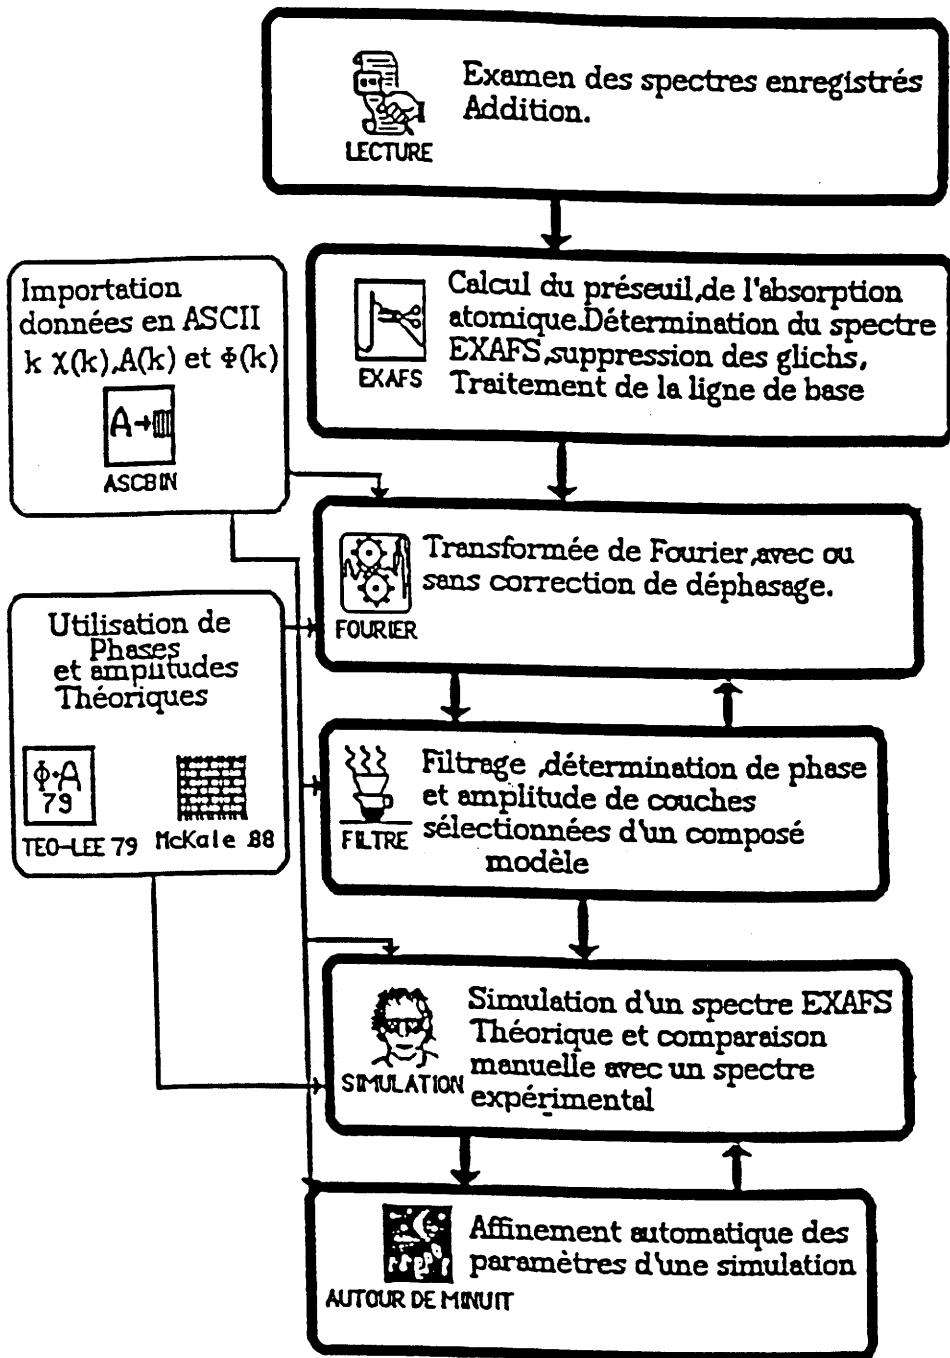 Examen des spectres enregistrés
Addition.
LECTURE
Importation
données en ASCII
k χ(k),A(k) et Φ(k)
A→
ASCBIN
Calcul du préseuil,de l'absorption
atomique.Détermination du spectre
EXAFS,suppression des glichs,
Traitement de la ligne de base
EXAFS
Transformée de Fourier,avec ou
sans correction de déphasage.
FOURIER
Utilisation de
Phases
et amplitudes
Théoriques
Φ·A
79
TEO-LEE 79 McKale 88
Filtrage ,détermination de phase
et amplitude de couches
sélectionnées d'un composé
modèle
FILTRE
Simulation d'un spectre EXAFS
Théorique et comparaison
manuelle avec un spectre
expérimental
SIMULATION
Affinement automatique des
paramètres d'une simulation
AUTOUR DE MINUIT